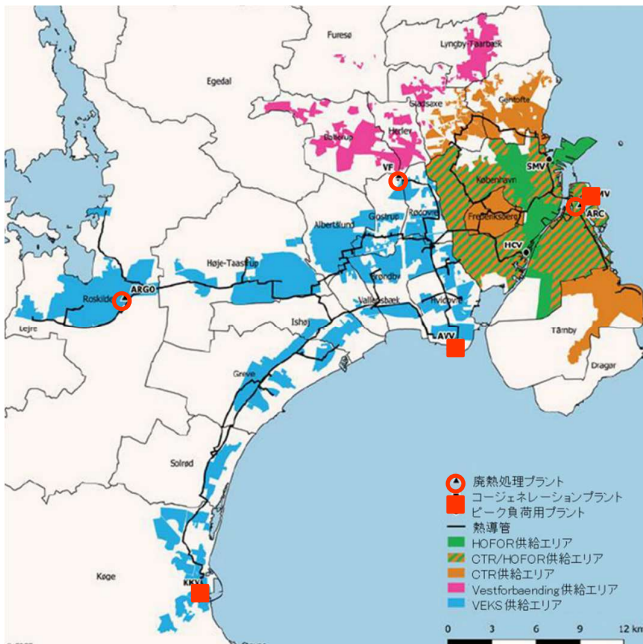 Furesø
Lyngby-Taarbæk
Egedal
Gladsaxe
Gentofte
Ballerup
Herlev
VF
SMV
København
Glostrup
Rødovre
Frederiksberg
ARC
Albertslund
HCV
Høje-Taastrup
Brøndby
ARGO
Roskilde
Vallensbæk
Hvidovre
Lejre
Ishøj
AVV
Tårnby
Dragør
Greve
Solrød
Køge
廃熱処理プラント
コージェネレーションプラント
ピーク負荷用プラント
熱導管
HOFOR供給エリア
CTR/HOFOR供給エリア
CTR供給エリア
Vestforbaending供給エリア
VEKS供給エリア
0 3 6 9 12 km